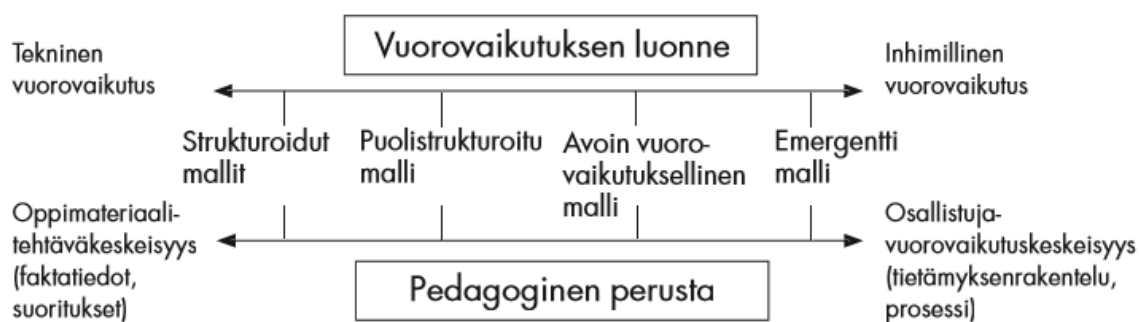 Vuorovaikutuksen luonne
Tekninen
vuorovaikutus
Inhimillinen
vuorovaikutus
Strukturoidut
mallit
Puolistrukturoitu
malli
Avoin vuoro-
vaikutuksellinen
malli
Emergentti
malli
Oppimateriaali-
tehtäväkeskeisyys
(faktatiedot,
suoritukset)
Osallistuja-
vuorovaikutuskeskeisyys
(tietämyksenrakentelu,
prosessi)
Pedagoginen perusta